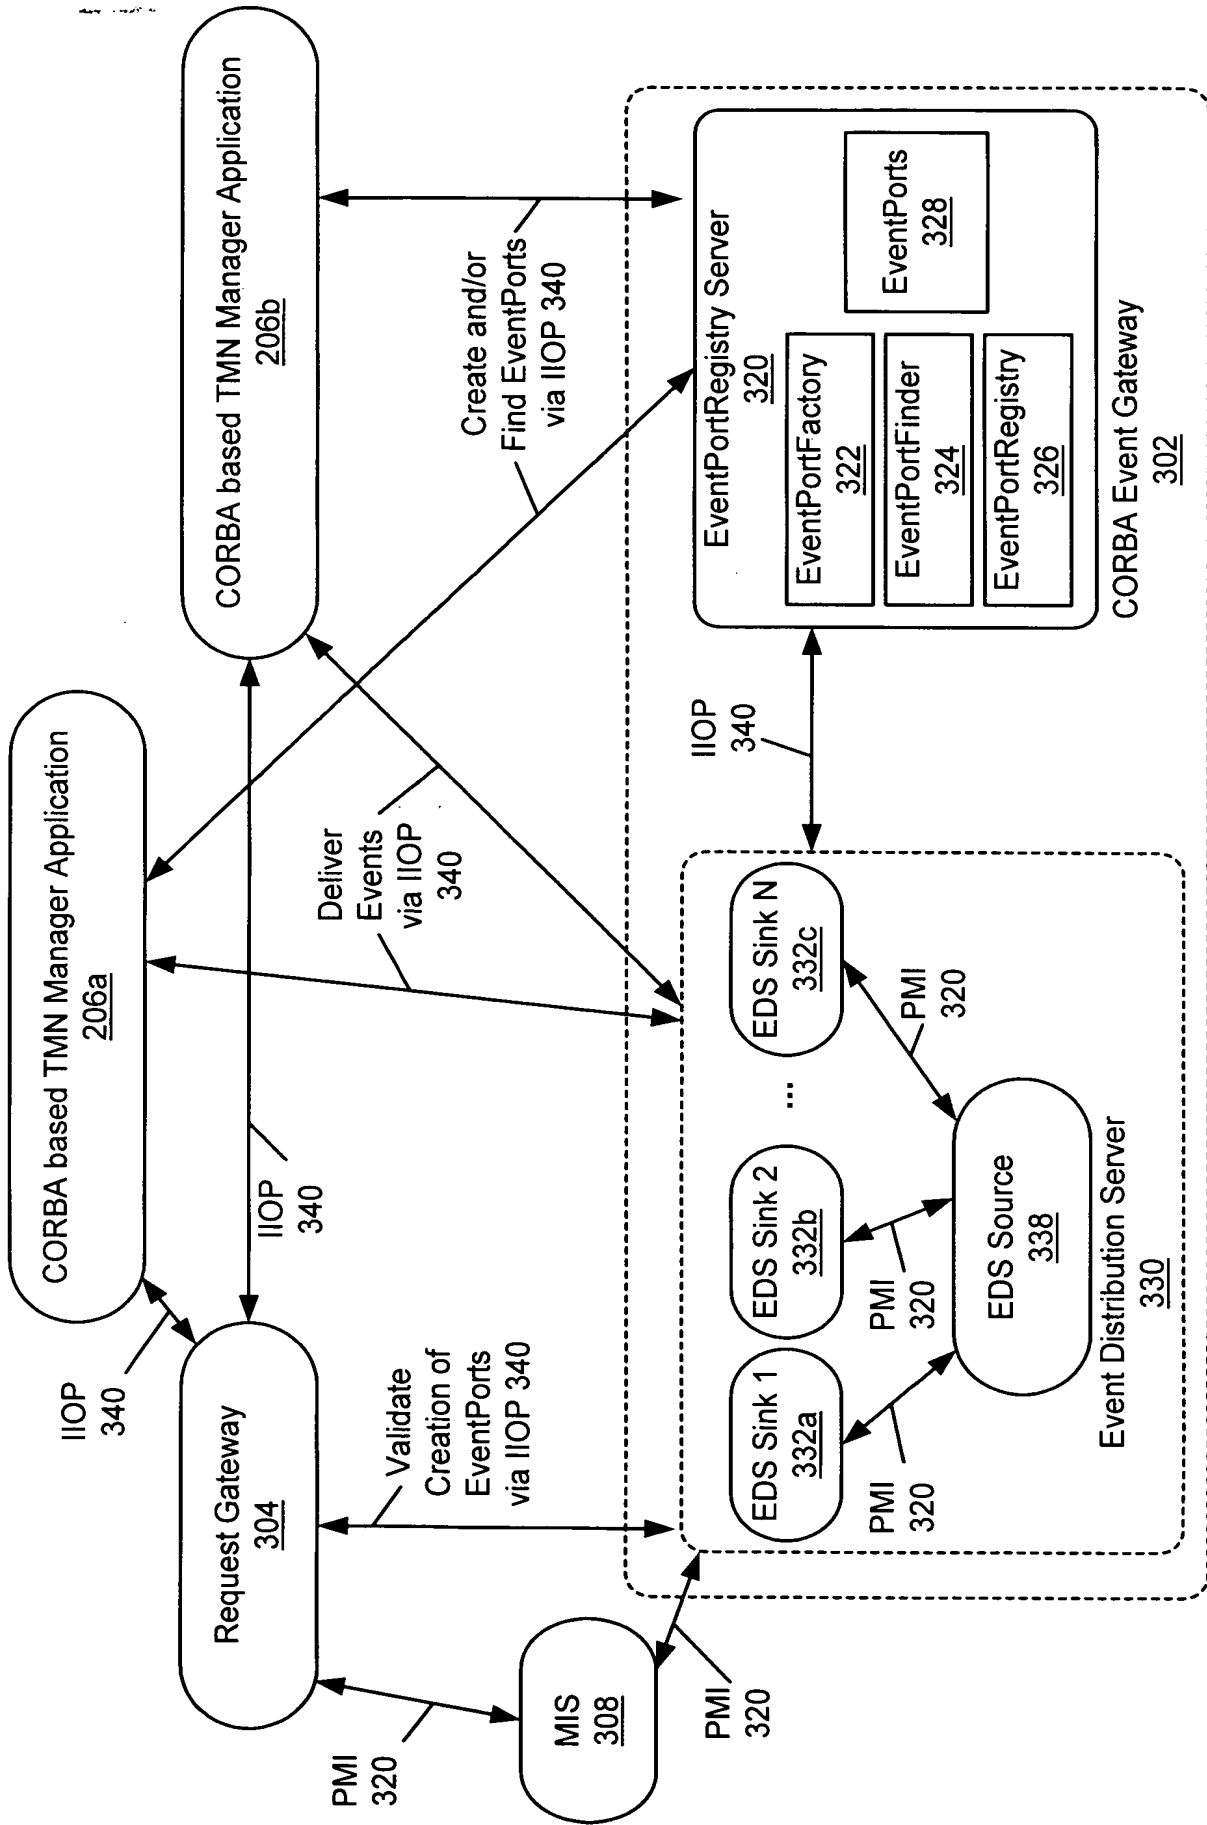 CORBA based TMN Manager Application
206a
CORBA based TMN Manager Application
206b
IIOP
340
Request Gateway
304
IIOP
340
Deliver
Events
via IIOP
340
Create and/or
Find EventPorts
via IIOP 340
Validate
Creation of
EventPorts
via IIOP 340
PMI
320
MIS
308
PMI
320
EDS Sink 1
332a
EDS Sink 2
332b
...
EDS Sink N
332c
PMI
320
PMI
320
PMI
320
EDS Source
338
Event Distribution Server
330
IIOP
340
EventPortRegistry Server
320
EventPortFactory
322
EventPortFinder
324
EventPortRegistry
326
EventPorts
328
CORBA Event Gateway
302